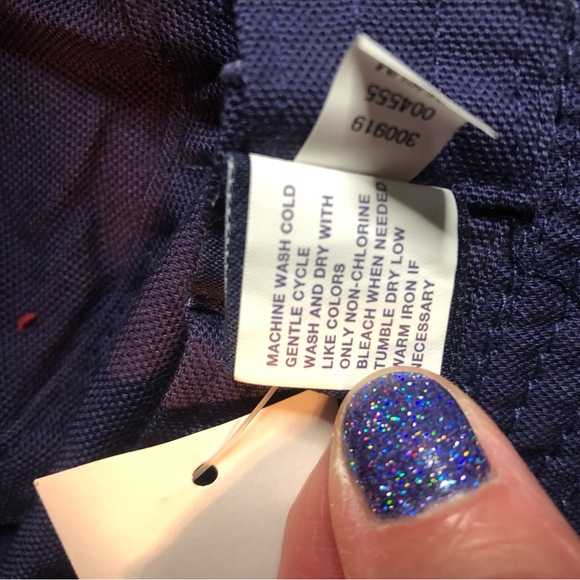 MACHINE WASH COLD
GENTLE CYCLE
WASH AND DRY WITH
LIKE COLORS
ONLY NON-CHLORINE
BLEACH WHEN NEEDED
TUMBLE DRY LOW
WARM IRON IF
NECESSARY
300919
004555